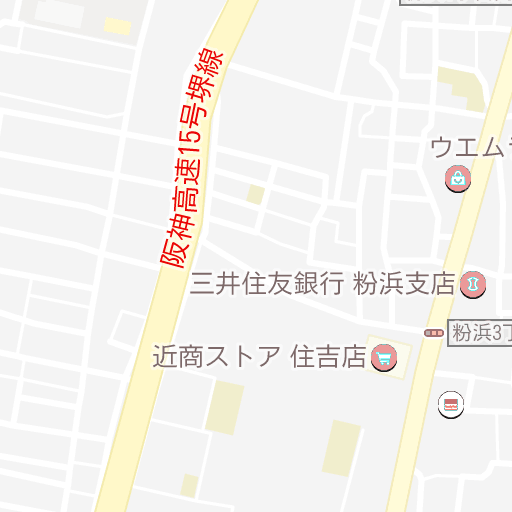 阪神高速15号堺線
ウエム
三井住友銀行 粉浜支店
粉浜3丁
近商ストア 住吉店